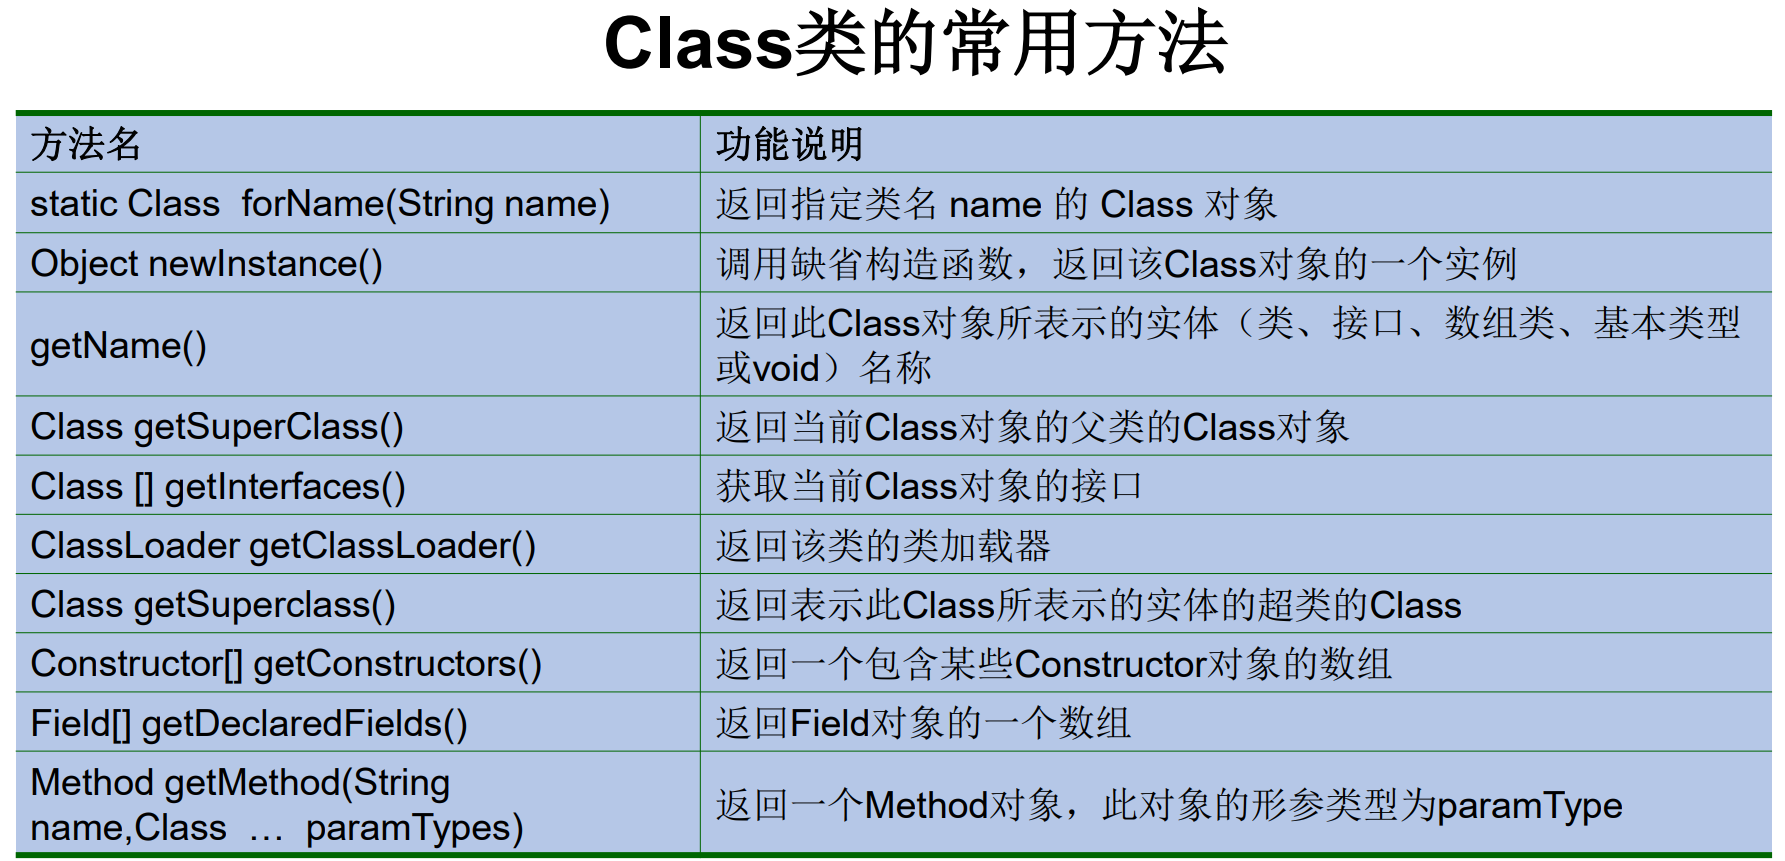 Class类的常用方法
方法名
功能说明
static Class  forName(String name)
返回指定类名 name 的 Class 对象
Object newInstance()
调用缺省构造函数，返回该Class对象的一个实例
getName()
返回此Class对象所表示的实体（类、接口、数组类、基本类型
或void）名称
Class getSuperClass()
返回当前Class对象的父类的Class对象
Class [] getInterfaces()
获取当前Class对象的接口
ClassLoader getClassLoader()
返回该类的类加载器
Class getSuperclass()
返回表示此Class所表示的实体的超类的Class
Constructor[] getConstructors()
返回一个包含某些Constructor对象的数组
Field[] getDeclaredFields()
返回Field对象的一个数组
Method getMethod(String
name,Class  …  paramTypes)
返回一个Method对象，此对象的形参类型为paramType